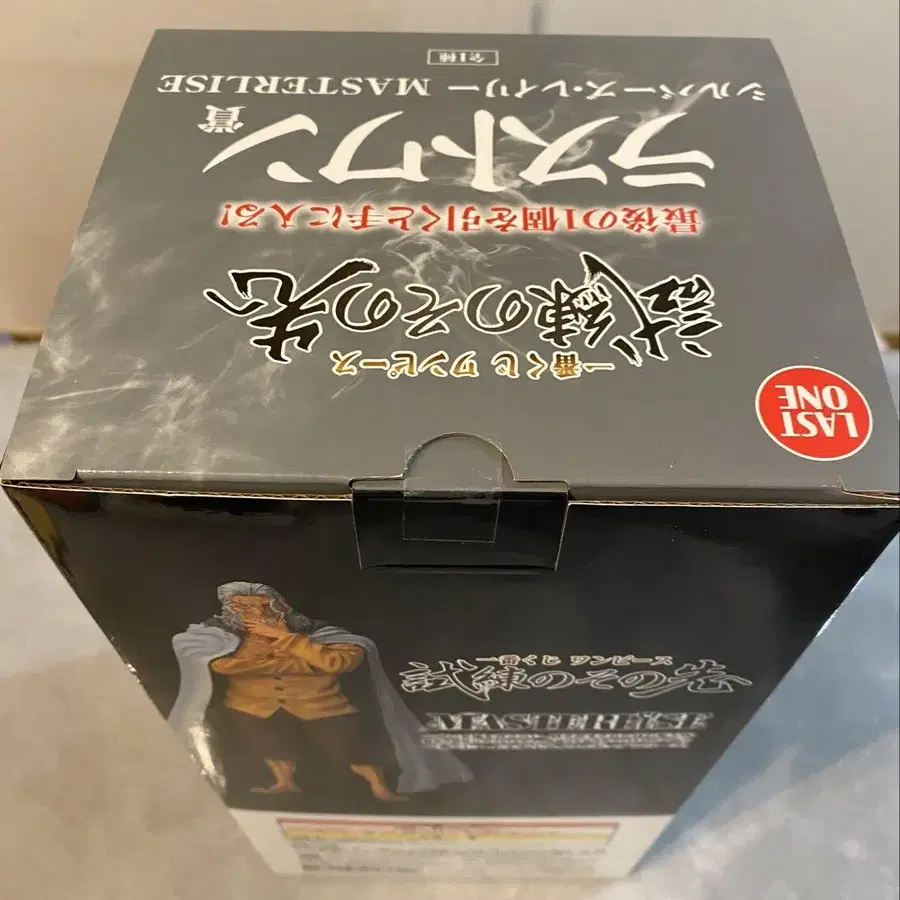 一番くじ ワンピース
試練のその先
最後の1個を引くと手に入る!
ラストワン賞
シルバーズ・レイリー MASTERLISE
全1種
LAST
ONE
一番くじ ワンピース
試練のその先
MASTERLISE